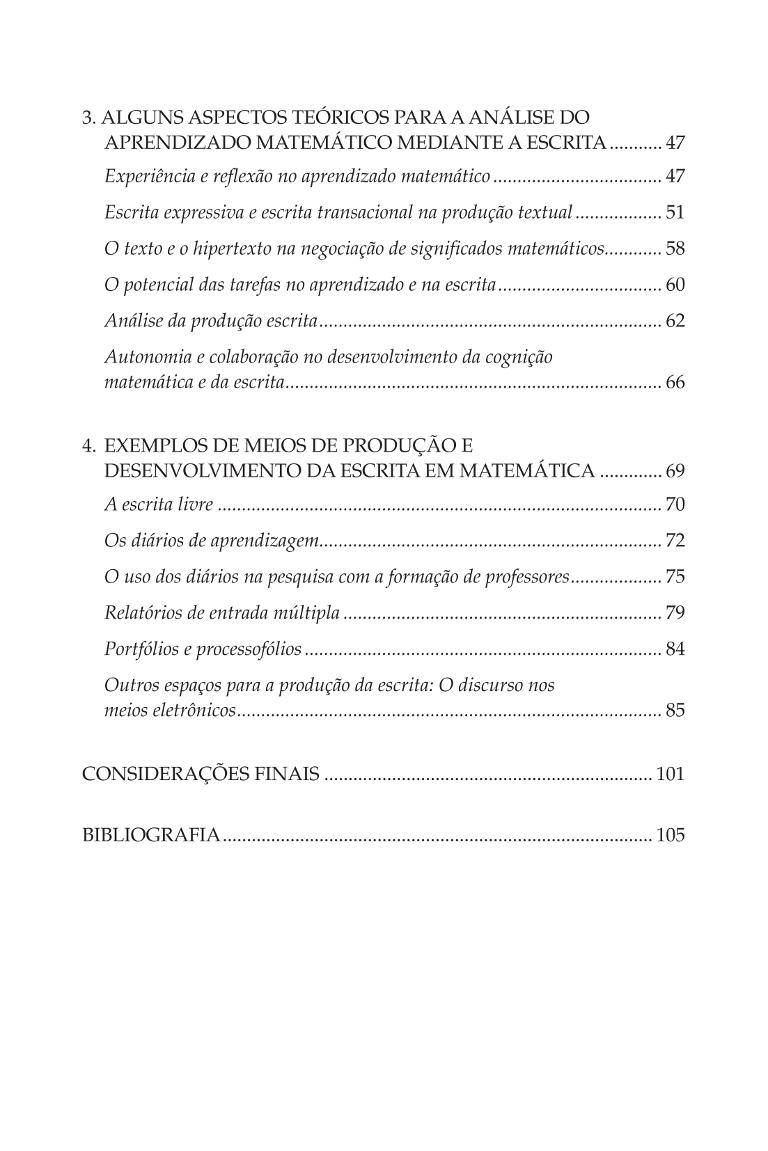 3. ALGUNS ASPECTOS TEÓRICOS PARA A ANÁLISE DO
APRENDIZADO MATEMÁTICO MEDIANTE A ESCRITA........... 47
Experiência e reflexão no aprendizado matemático................................... 47
Escrita expressiva e escrita transacional na produção textual.................. 51
O texto e o hipertexto na negociação de significados matemáticos............ 58
O potencial das tarefas no aprendizado e na escrita.................................. 60
Análise da produção escrita....................................................................... 62
Autonomia e colaboração no desenvolvimento da cognição
matemática e da escrita.............................................................................. 66
4. EXEMPLOS DE MEIOS DE PRODUÇÃO E
DESENVOLVIMENTO DA ESCRITA EM MATEMÁTICA ............. 69
A escrita livre ............................................................................................ 70
Os diários de aprendizagem....................................................................... 72
O uso dos diários na pesquisa com a formação de professores................... 75
Relatórios de entrada múltipla .................................................................. 79
Portfólios e processofólios .......................................................................... 84
Outros espaços para a produção da escrita: O discurso nos
meios eletrônicos........................................................................................ 85
CONSIDERAÇÕES FINAIS .................................................................... 101
BIBLIOGRAFIA......................................................................................... 105